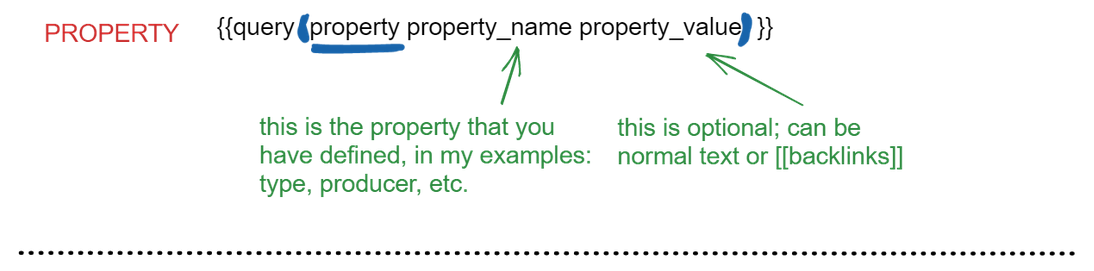 PROPERTY {{query (property property_name property_value) }}
this is the property that you
have defined, in my examples:
type, producer, etc.
this is optional; can be
normal text or [[backlinks]]